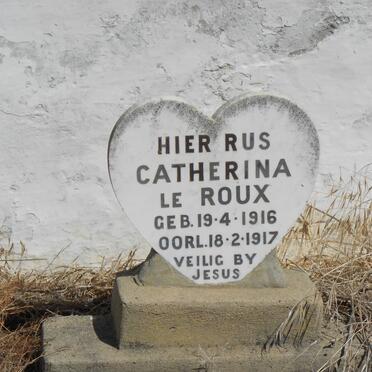 HIER RUS
CATHERINA
LE ROUX
GEB. 19·4·1916
OORL. 18·2·1917
VEILIG BY
JESUS